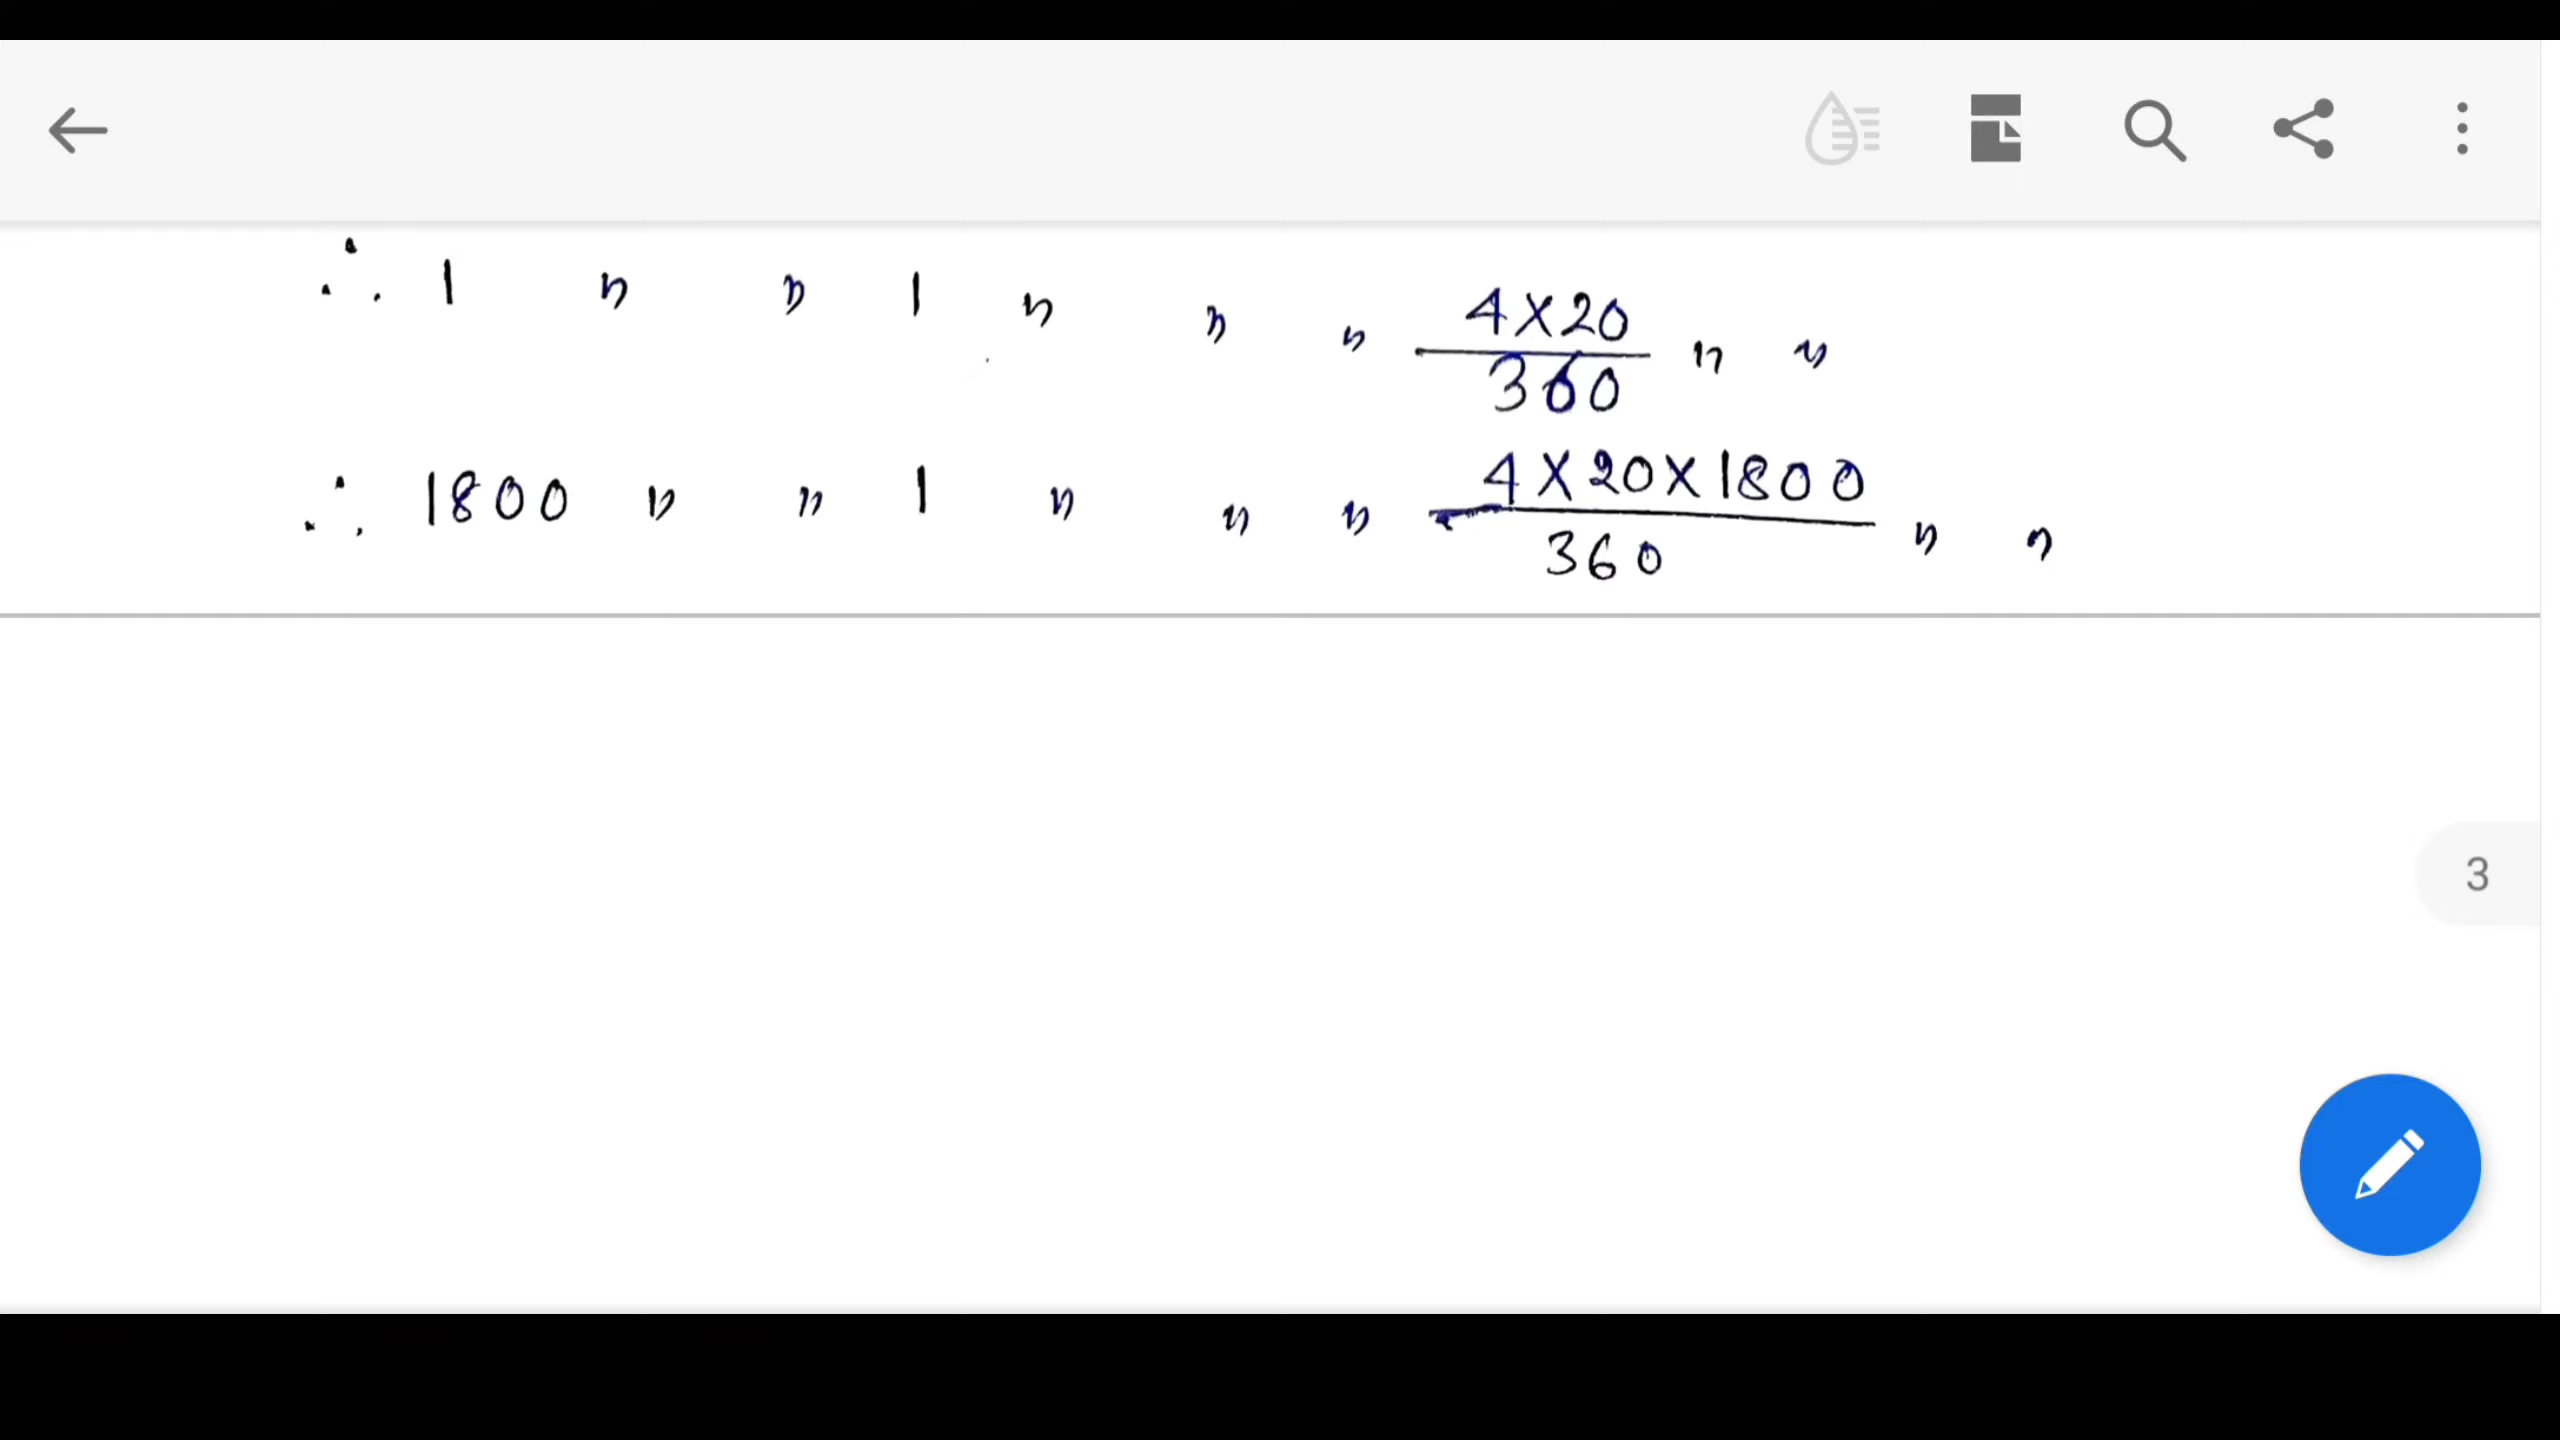 ∴ 1 " " 1 " " " 4×20/360 " "
∴ 1800 " " 1 " " " 4×20×1800/360 " "
3